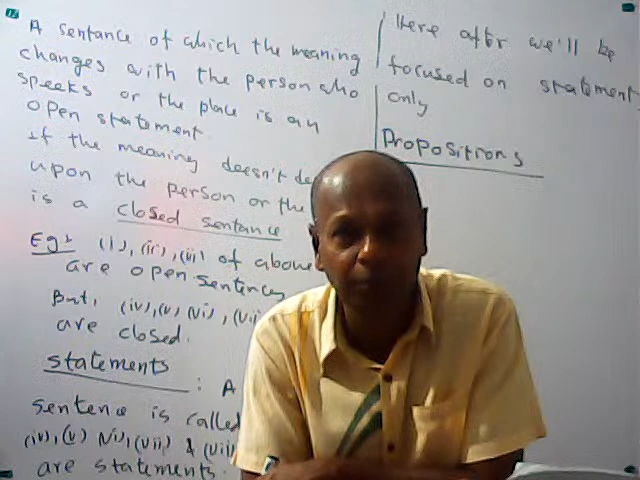 A sentance of which the meaning
changes with the person who
speeks or the place is an
open statement.
if the meaning doesn't de
upon the person or the
is a closed sentance
Eg: (i), (ii), (iii) of above
are open sentences
But, (iv), (v) (vi), (vii
are closed.
statements : A
sentence is called
(iv), (v) (vi), (vii) & (viii
are statements.
Here after we'll be
focused on statement
only
Propositions